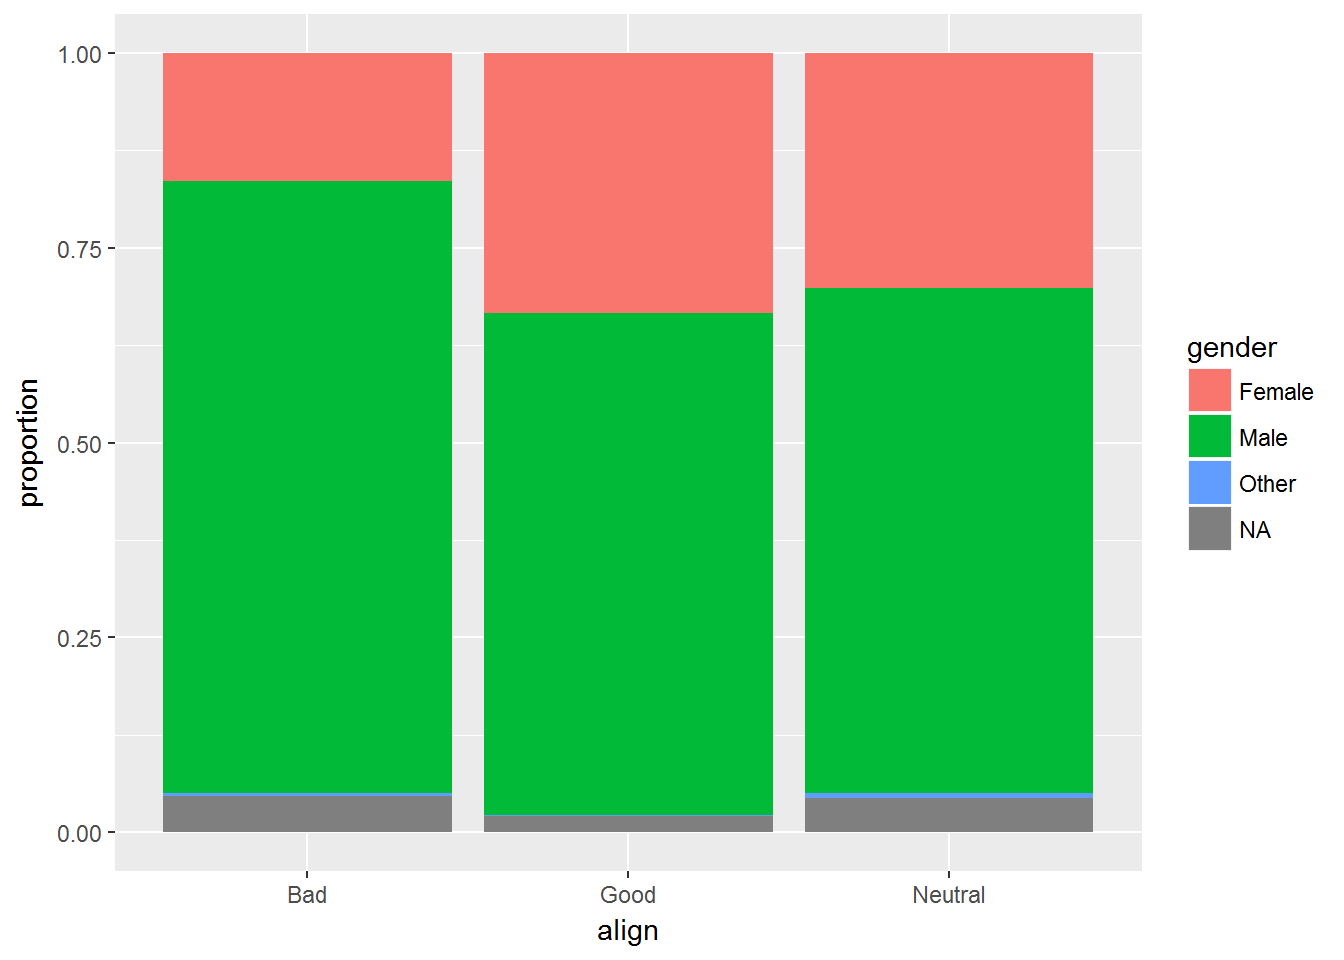 1.00
0.75
0.50
0.25
0.00
proportion
Bad Good Neutral
align
gender
Female
Male
Other
NA